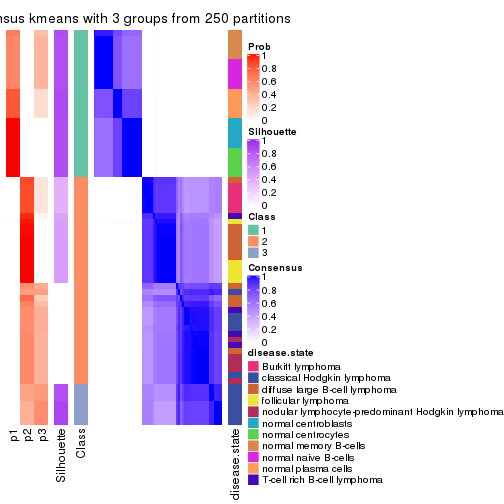 nsus kmeans with 3 groups from 250 partitions
Prob
1
0.8
0.6
0.4
0.2
0
Silhouette
1
0.8
0.6
0.4
0.2
0
Class
1
2
3
Consensus
1
0.8
0.6
0.4
0.2
0
disease.state
Burkitt lymphoma
classical Hodgkin lymphoma
diffuse large B-cell lymphoma
follicular lymphoma
nodular lymphocyte-predominant Hodgkin lymphoma
normal centroblasts
normal centrocytes
normal memory B-cells
normal naive B-cells
normal plasma cells
T-cell rich B-cell lymphoma
p1
p2
p3
Silhouette
Class
disease.state